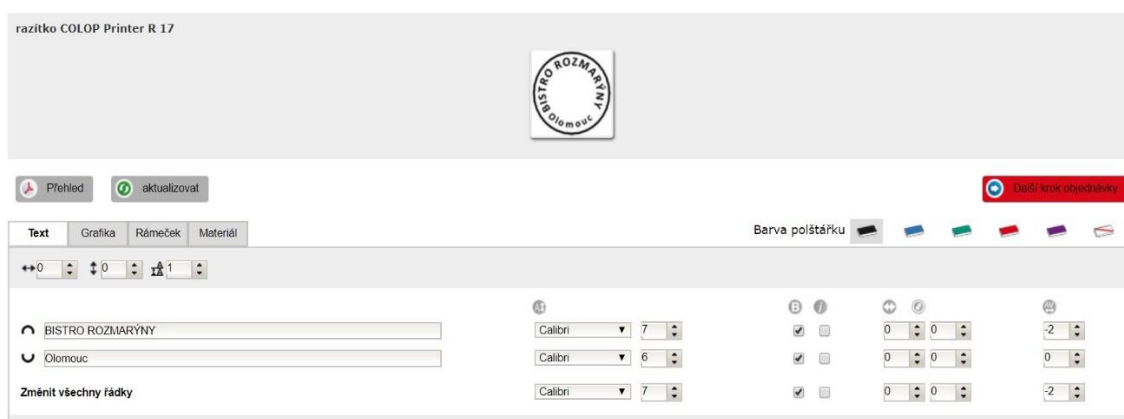 razítko COLOP Printer R 17
BISTRO ROZMARÝNY
Olomouc
Přehled
aktualizovat
Další krok objednávky
Text
Grafika
Rámeček
Materiál
Barva polštářku
0
0
1
B
BISTRO ROZMARÝNY
Calibri
7
0
0
-2
Olomouc
Calibri
6
0
0
0
Změnit všechny řádky
Calibri
7
0
0
-2